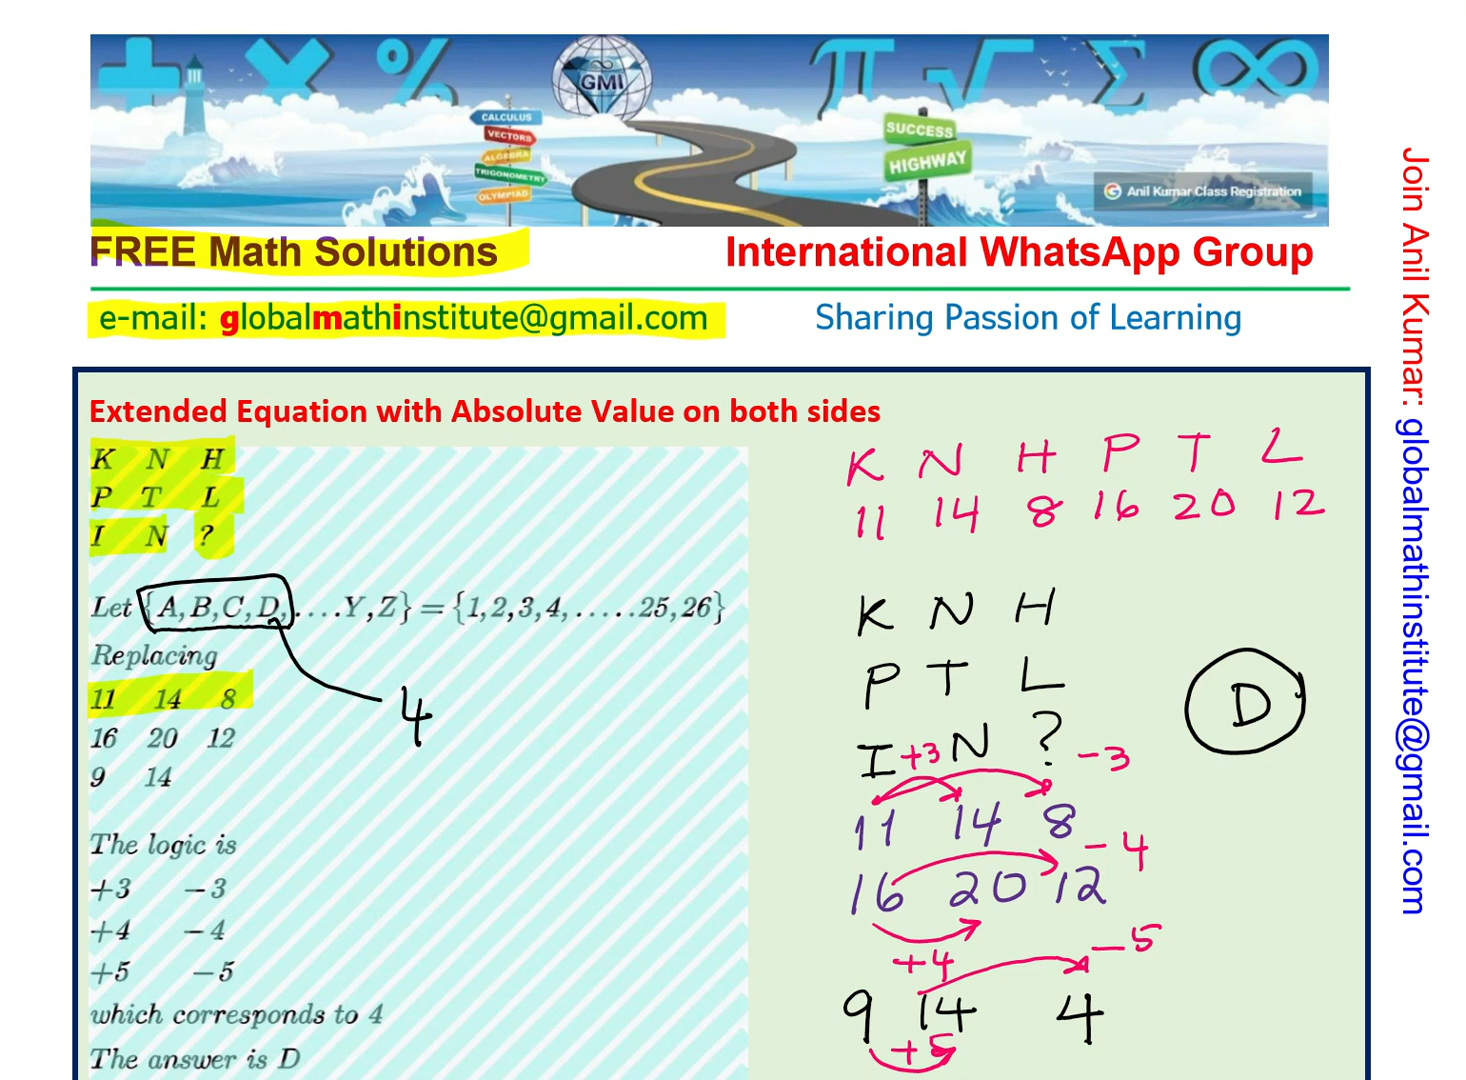 GMI
CALCULUS
VECTORS
ALGEBRA
TRIGONOMETRY
OLYMPIAD
SUCCESS
HIGHWAY
G Anil Kumar Class Registration
FREE Math Solutions
International WhatsApp Group
e-mail: globalmathinstitute@gmail.com
Sharing Passion of Learning
Join Anil Kumar: globalmathinstitute@gmail.com
Extended Equation with Absolute Value on both sides
K N H
P T L
I N ?
Let {A,B,C,D,....Y,Z} = {1,2,3,4,.....25,26}
Replacing
11 14 8
16 20 12
9 14
4
The logic is
+3 -3
+4 -4
+5 -5
which corresponds to 4
The answer is D
K N H P T L
11 14 8 16 20 12
K N H
P T L
I N ?
D
+3 -3
11 14 8
-4
16 20 12
+4 -5
9 14 4
+5